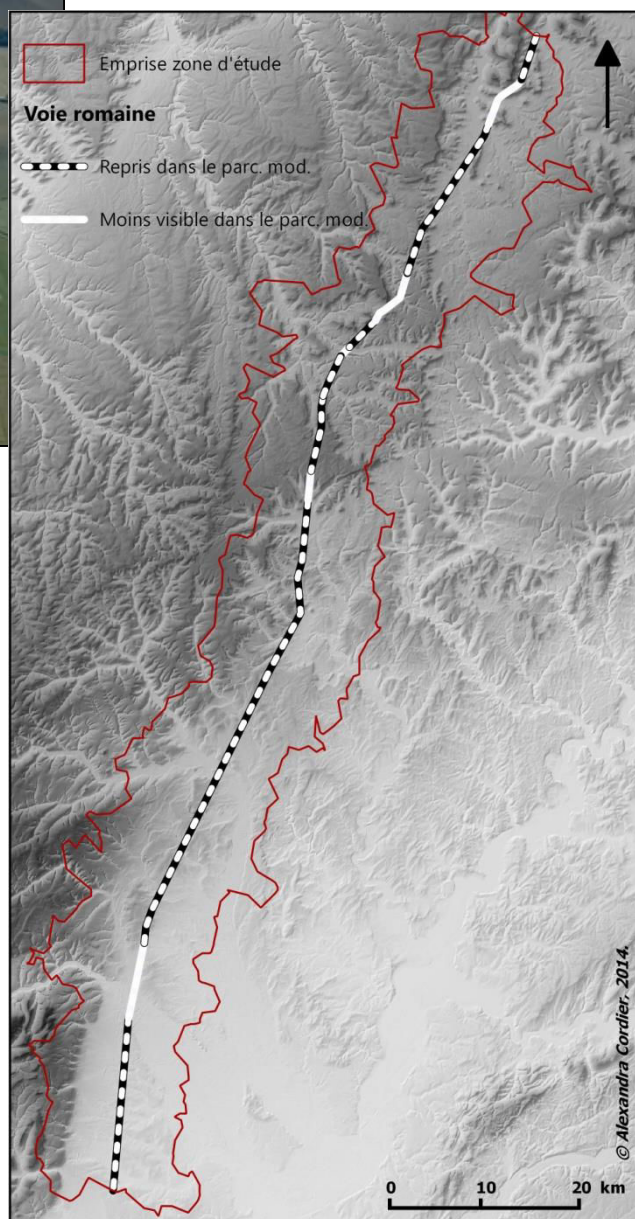 Emprise zone d'étude
Voie romaine
Repris dans le parc. mod.
Moins visible dans le parc. mod.
© Alexandra Cordier, 2014.
0 10 20 km